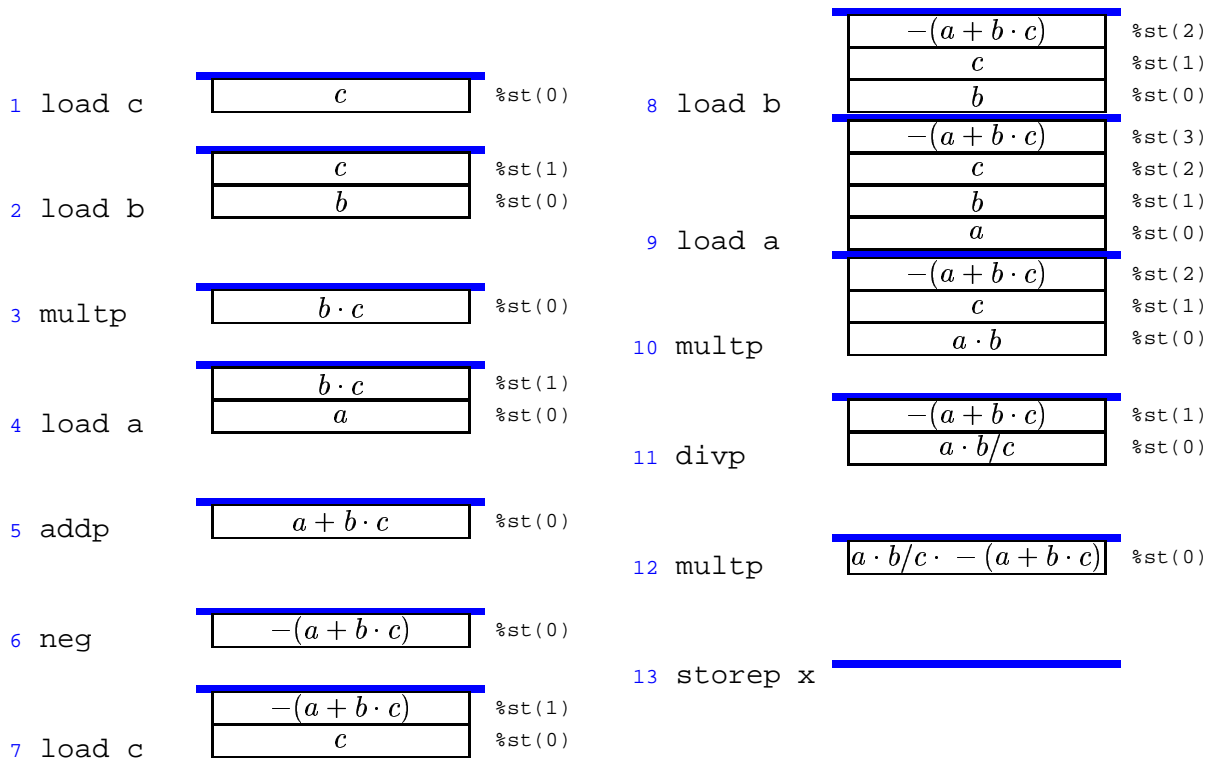 1 load c
c %st(0)
2 load b
c %st(1)
b %st(0)
3 multp
b · c %st(0)
4 load a
b · c %st(1)
a %st(0)
5 addp
a + b · c %st(0)
6 neg
−(a + b · c) %st(0)
7 load c
−(a + b · c) %st(1)
c %st(0)
8 load b
−(a + b · c) %st(2)
c %st(1)
b %st(0)
9 load a
−(a + b · c) %st(3)
c %st(2)
b %st(1)
a %st(0)
10 multp
−(a + b · c) %st(2)
c %st(1)
a · b %st(0)
11 divp
−(a + b · c) %st(1)
a · b/c %st(0)
12 multp
a · b/c · −(a + b · c) %st(0)
13 storep x